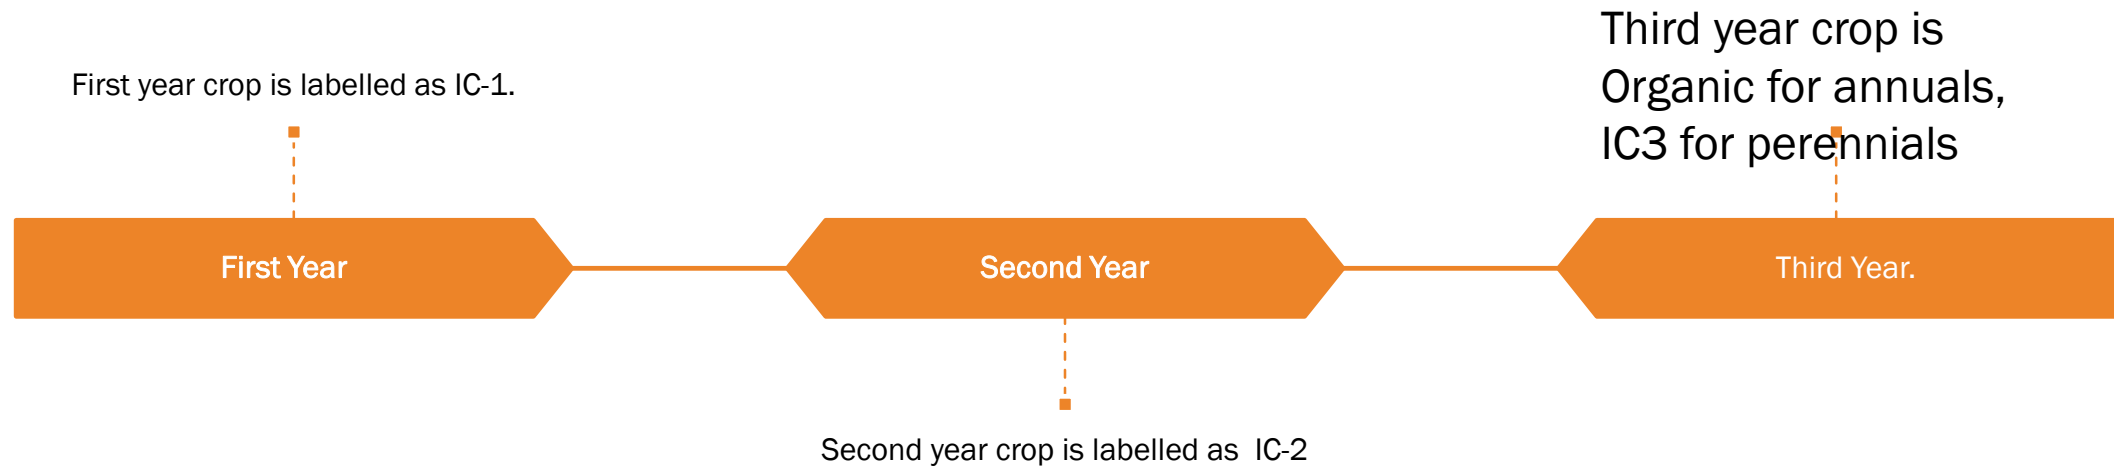 Third year crop is
Organic for annuals,
IC3 for perennials
First year crop is labelled as IC-1.
First Year
Second Year
Third Year.
Second year crop is labelled as  IC-2